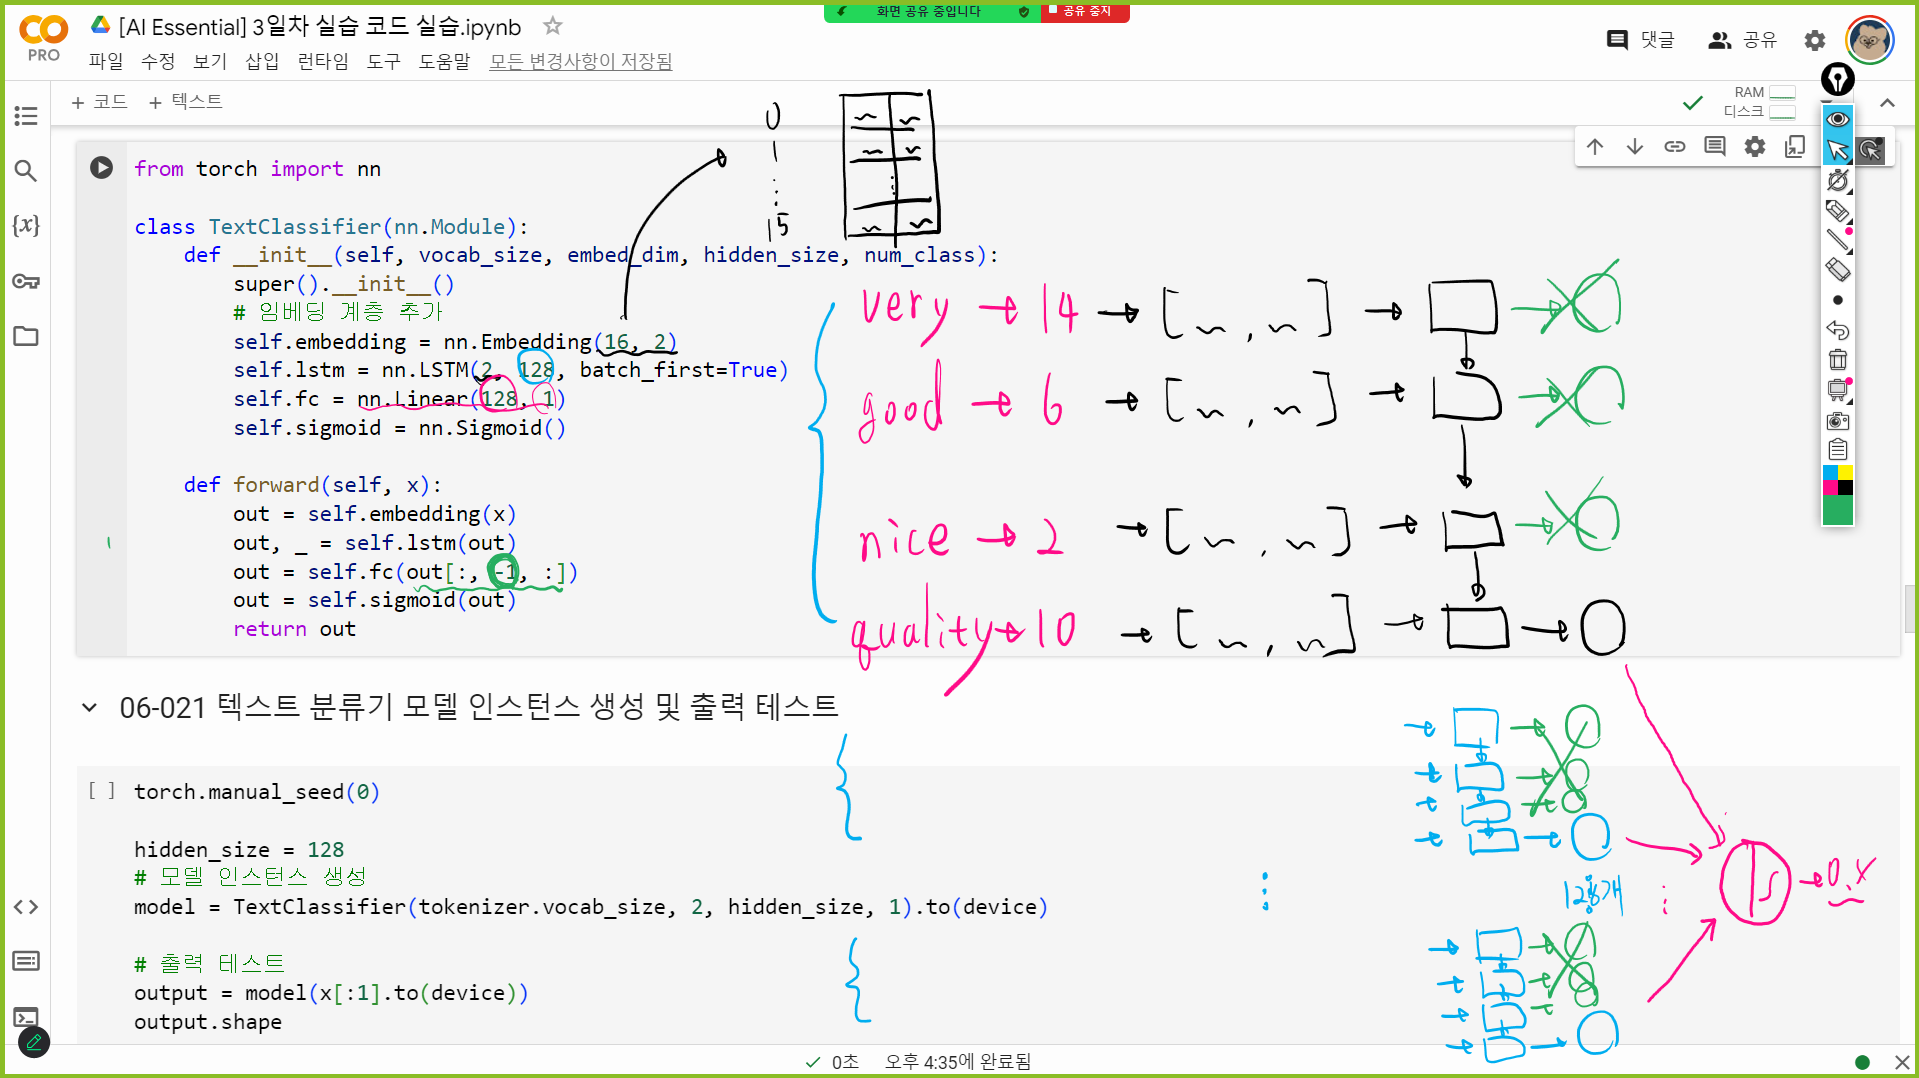 화면 공유 중입니다 공유 중지
[AI Essential] 3일차 실습 코드 실습.ipynb
PRO
파일 수정 보기 삽입 런타임 도구 도움말 모든 변경사항이 저장됨
댓글 공유
+ 코드 + 텍스트
RAM
디스크
0
1
15
from torch import nn
class TextClassifier(nn.Module):
def __init__(self, vocab_size, embed_dim, hidden_size, num_class):
super().__init__()
# 임베딩 계층 추가
self.embedding = nn.Embedding(16, 2)
self.lstm = nn.LSTM(2, 128, batch_first=True)
self.fc = nn.Linear(128, 1)
self.sigmoid = nn.Sigmoid()
def forward(self, x):
out = self.embedding(x)
out, _ = self.lstm(out)
out = self.fc(out[:, -1, :])
out = self.sigmoid(out)
return out
very → 14 → [~, ~] →
good → 6 → [~, ~] →
nice → 2 → [~, ~] →
quality → 10 → [~, ~] →
06-021 텍스트 분류기 모델 인스턴스 생성 및 출력 테스트
[ ] torch.manual_seed(0)
hidden_size = 128
# 모델 인스턴스 생성
model = TextClassifier(tokenizer.vocab_size, 2, hidden_size, 1).to(device)
# 출력 테스트
output = model(x[:1].to(device))
output.shape
128개
→ 0.x
0초 오후 4:35에 완료됨